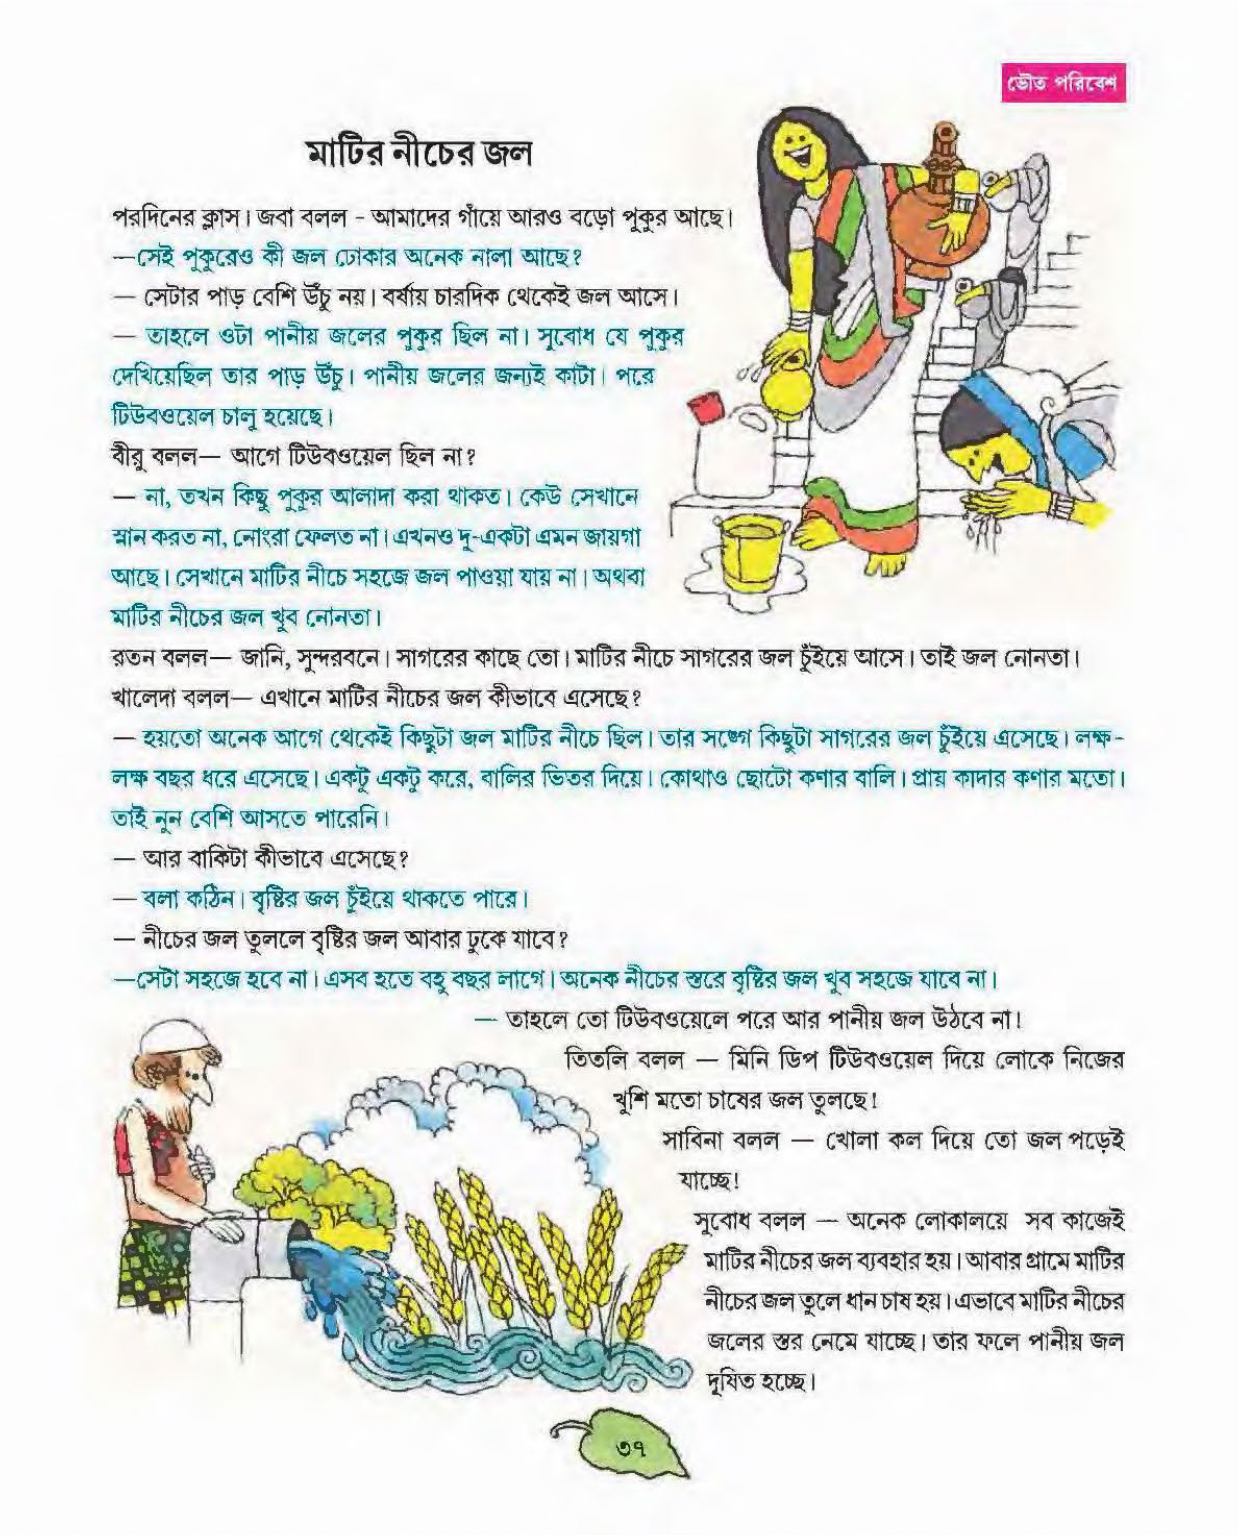 ভৌত পরিবেশ
মাটির নীচের জল
পরদিনের ক্লাস। জবা বলল - আমাদের গাঁয়ে আরও বড়ো পুকুর আছে।
—সেই পুকুরেও কী জল ঢোকার অনেক নালা আছে?
— সেটার পাড় বেশি উঁচু নয়। বর্ষায় চারদিক থেকেই জল আসে।
— তাহলে ওটা পানীয় জলের পুকুর ছিল না। সুবোধ যে পুকুর
দেখিয়েছিল তার পাড় উঁচু। পানীয় জলের জন্যই কাটা। পরে
টিউবওয়েল চালু হয়েছে।
বীরু বলল— আগে টিউবওয়েল ছিল না?
— না, তখন কিছু পুকুর আলাদা করা থাকত। কেউ সেখানে
স্নান করত না, নোংরা ফেলত না। এখনও দু-একটা এমন জায়গা
আছে। সেখানে মাটির নীচে সহজে জল পাওয়া যায় না। অথবা
মাটির নীচের জল খুব নোনতা।
রতন বলল— জানি, সুন্দরবনে। সাগরের কাছে তো। মাটির নীচে সাগরের জল চুঁইয়ে আসে। তাই জল নোনতা।
খালেদা বলল— এখানে মাটির নীচের জল কীভাবে এসেছে?
— হয়তো অনেক আগে থেকেই কিছুটা জল মাটির নীচে ছিল। তার সঙ্গে কিছুটা সাগরের জল চুঁইয়ে এসেছে। লক্ষ-
লক্ষ বছর ধরে এসেছে। একটু একটু করে, বালির ভিতর দিয়ে। কোথাও ছোটো কণার বালি। প্রায় কাদার কণার মতো।
তাই নুন বেশি আসতে পারেনি।
— আর বাকিটা কীভাবে এসেছে?
— বলা কঠিন। বৃষ্টির জল চুঁইয়ে থাকতে পারে।
— নীচের জল তুললে বৃষ্টির জল আবার ঢুকে যাবে?
—সেটা সহজে হবে না। এসব হতে বহু বছর লাগে। অনেক নীচের স্তরে বৃষ্টির জল খুব সহজে যাবে না।
— তাহলে তো টিউবওয়েলে পরে আর পানীয় জল উঠবে না!
তিতলি বলল — মিনি ডিপ টিউবওয়েল দিয়ে লোকে নিজের
খুশি মতো চাষের জল তুলছে!
সাবিনা বলল — খোলা কল দিয়ে তো জল পড়েই
যাচ্ছে!
সুবোধ বলল — অনেক লোকালয়ে সব কাজেই
মাটির নীচের জল ব্যবহার হয়। আবার গ্রামে মাটির
নীচের জল তুলে ধান চাষ হয়। এভাবে মাটির নীচের
জলের স্তর নেমে যাচ্ছে। তার ফলে পানীয় জল
দূষিত হচ্ছে।
৩৭